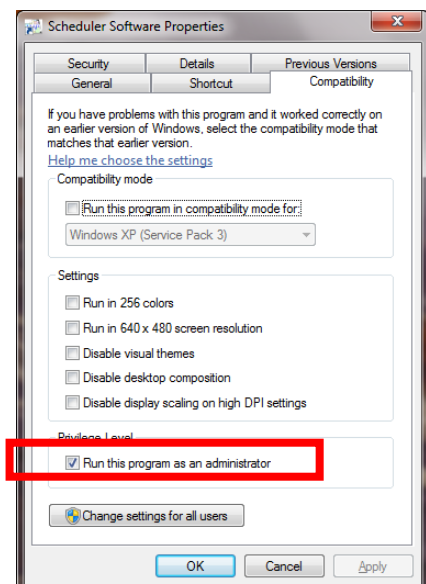 Scheduler Software Properties
Security Details Previous Versions
General Shortcut Compatibility
If you have problems with this program and it worked correctly on
an earlier version of Windows, select the compatibility mode that
matches that earlier version.
Help me choose the settings
Compatibility mode
Run this program in compatibility mode for:
Windows XP (Service Pack 3)
Settings
Run in 256 colors
Run in 640 x 480 screen resolution
Disable visual themes
Disable desktop composition
Disable display scaling on high DPI settings
Privilege Level
Run this program as an administrator
Change settings for all users
OK Cancel Apply